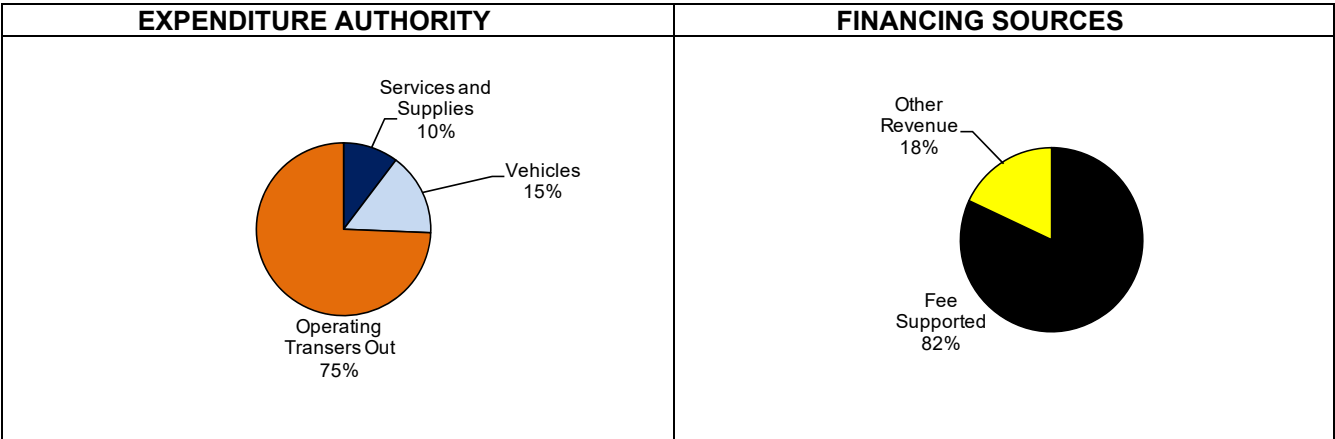 EXPENDITURE AUTHORITY
Services and
Supplies
10%
Vehicles
15%
Operating
Transers Out
75%
FINANCING SOURCES
Other
Revenue
18%
Fee
Supported
82%